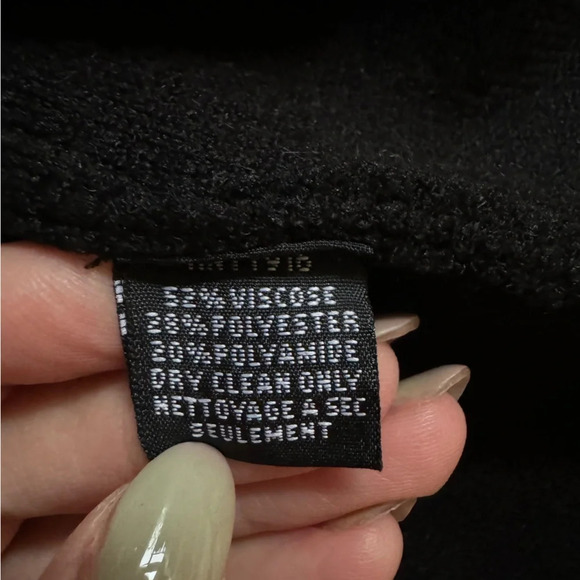 52% VISCOSE
28% POLYESTER
20% POLYAMIDE
DRY CLEAN ONLY
NETTOYAGE A SEC
SEULEMENT